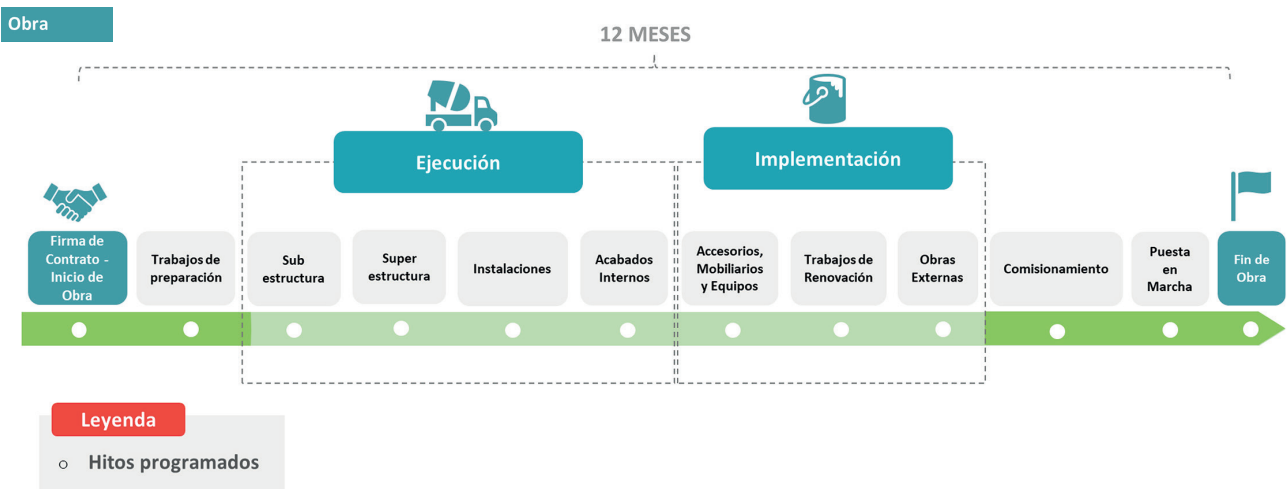 Obra
12 MESES
Ejecución
Implementación
Firma de
Contrato -
Inicio de
Obra
Trabajos de
preparación
Sub
estructura
Super
estructura
Instalaciones
Acabados
Internos
Accesorios,
Mobiliarios
y Equipos
Trabajos de
Renovación
Obras
Externas
Comisionamiento
Puesta
en
Marcha
Fin de
Obra
Leyenda
Hitos programados